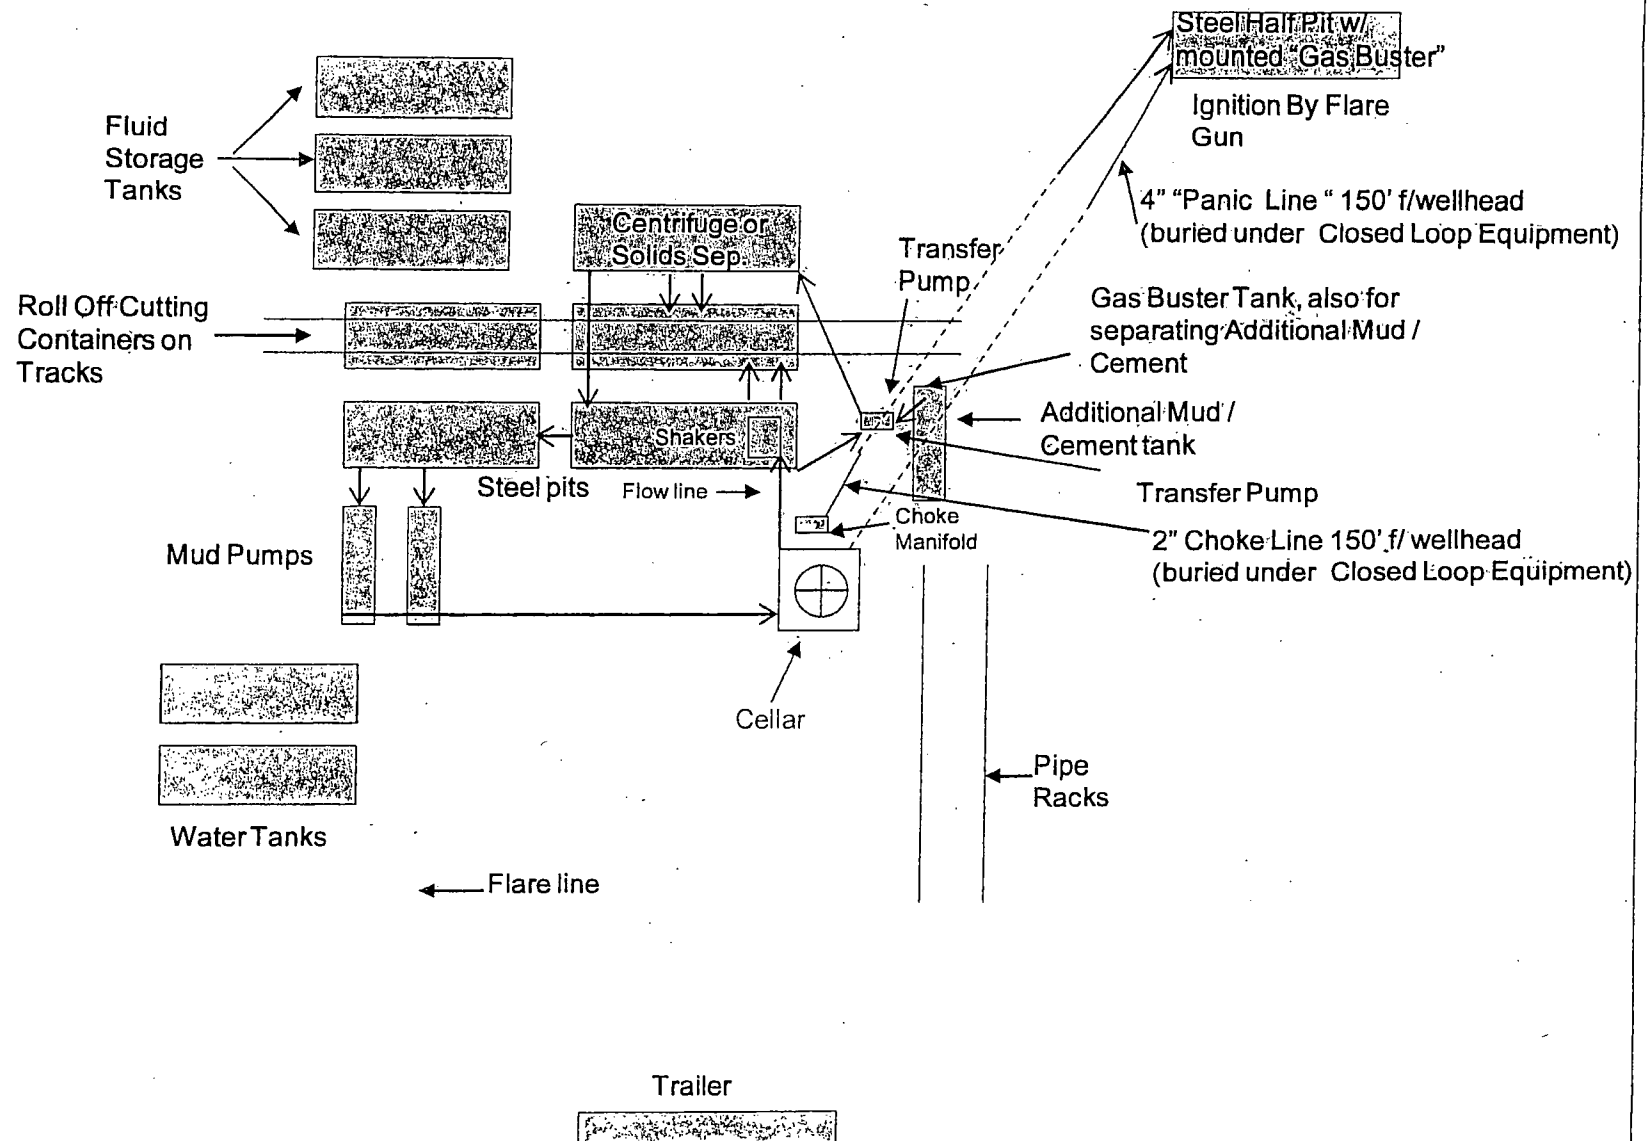 Steel Half Pit w/
mounted “Gas Buster”
Ignition By Flare
Gun
Fluid
Storage
Tanks
4” “Panic Line “ 150’ f/wellhead
(buried under Closed Loop Equipment)
Centrifuge or
Solids Sep.
Transfer
Pump
Roll Off Cutting
Containers on
Tracks
Gas Buster Tank, also for
separating Additional Mud /
Cement
Additional Mud /
Cement tank
Shakers
Steel pits
Flow line
Transfer Pump
Choke
Manifold
Mud Pumps
2” Choke Line 150’ f/ wellhead
(buried under Closed Loop Equipment)
Cellar
Pipe
Racks
Water Tanks
Flare line
Trailer